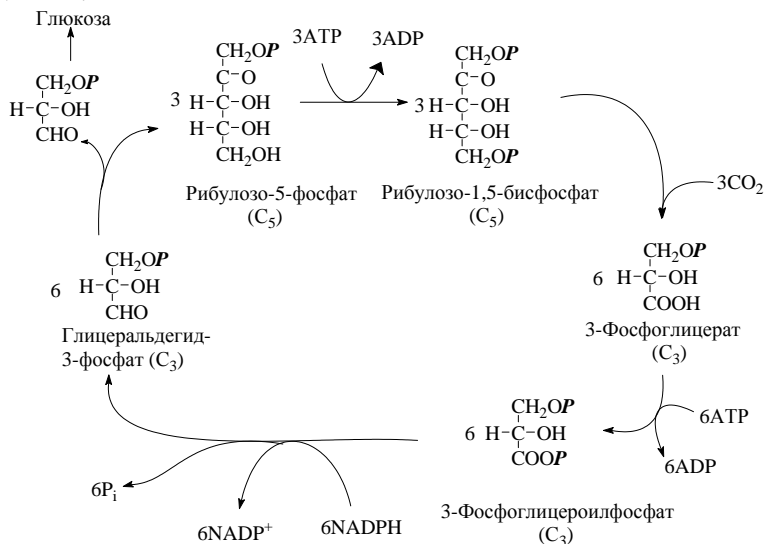 Глюкоза
CH₂OP
H–C–OH
CHO
3
CH₂OP
C–O
H–C–OH
H–C–OH
CH₂OH
Рибулозо-5-фосфат
(C₅)
3ATP
3ADP
3
CH₂OP
C–O
H–C–OH
H–C–OH
CH₂OP
Рибулозо-1,5-бисфосфат
(C₅)
3CO₂
6
CH₂OP
H–C–OH
COOH
3-Фосфоглицерат
(C₃)
6ATP
6ADP
6
CH₂OP
H–C–OH
COOP
3-Фосфоглицероилфосфат
(C₃)
6NADPH
6NADP⁺
6Pᵢ
6
CH₂OP
H–C–OH
CHO
Глицеральдегид-
3-фосфат (C₃)